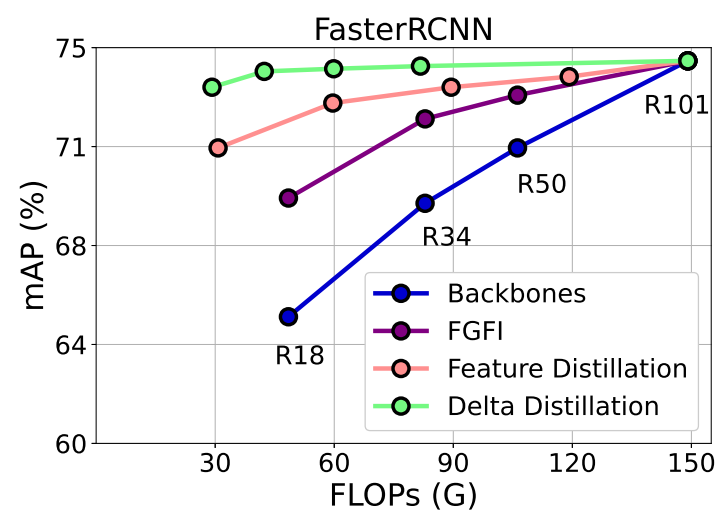 FasterRCNN
75
71
68
64
60
mAP (%)
R101
R50
R34
R18
Backbones
FGFI
Feature Distillation
Delta Distillation
30 60 90 120 150
FLOPs (G)